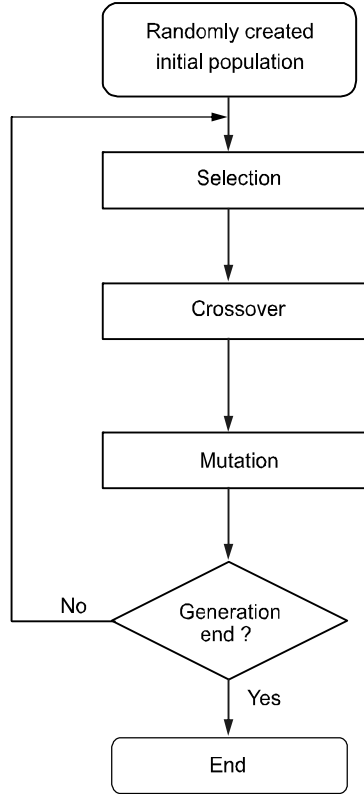 Randomly created
initial population
Selection
Crossover
Mutation
Generation
end ?
No
Yes
End